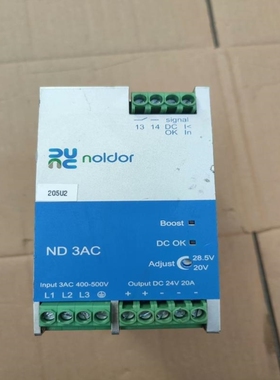 signal
13 14 DC I<
OK In
noldor
205U2
Boost
DC OK
ND 3AC
Adjust
28.5V
20V
Input 3AC 400-500V
Output DC 24V 20A
L1 L2 L3
+ + - - -